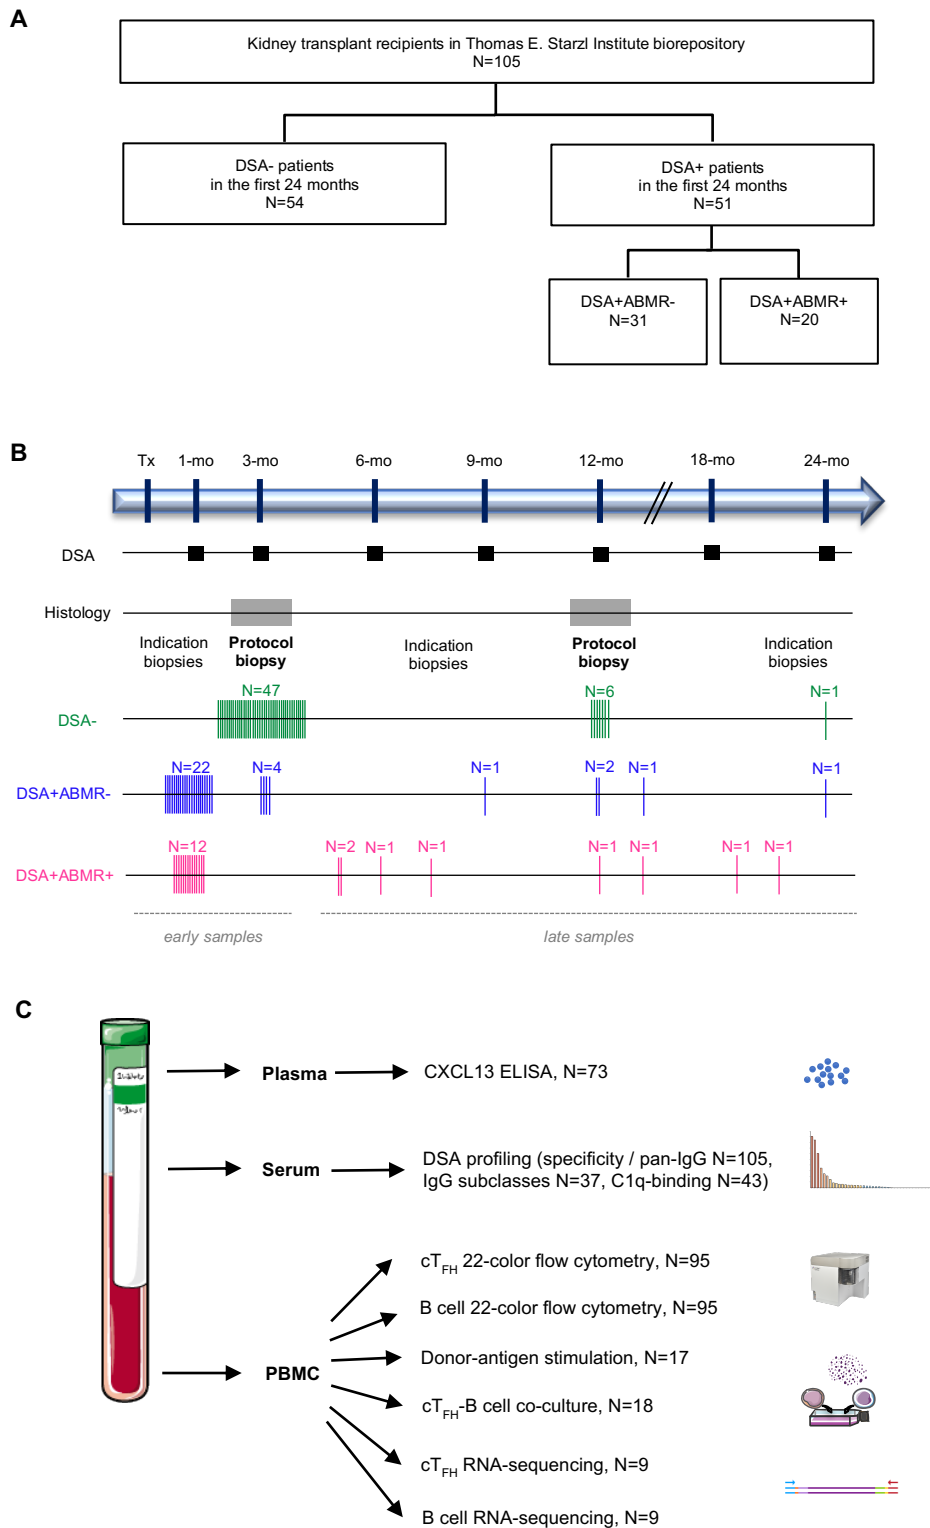 A
Kidney transplant recipients in Thomas E. Starzl Institute biorepository
N=105
DSA- patients
in the first 24 months
N=54
DSA+ patients
in the first 24 months
N=51
DSA+ABMR-
N=31
DSA+ABMR+
N=20
B
Tx 1-mo 3-mo 6-mo 9-mo 12-mo 18-mo 24-mo
DSA
Histology
Indication
biopsies
Protocol
biopsy
Indication
biopsies
Protocol
biopsy
Indication
biopsies
DSA-
N=47 N=6 N=1
DSA+ABMR-
N=22 N=4 N=1 N=2 N=1 N=1
DSA+ABMR+
N=12 N=2 N=1 N=1 N=1 N=1 N=1 N=1
early samples late samples
C
Plasma
CXCL13 ELISA, N=73
Serum
DSA profiling (specificity / pan-IgG N=105,
IgG subclasses N=37, C1q-binding N=43)
PBMC
cTFH 22-color flow cytometry, N=95
B cell 22-color flow cytometry, N=95
Donor-antigen stimulation, N=17
cTFH-B cell co-culture, N=18
cTFH RNA-sequencing, N=9
B cell RNA-sequencing, N=9